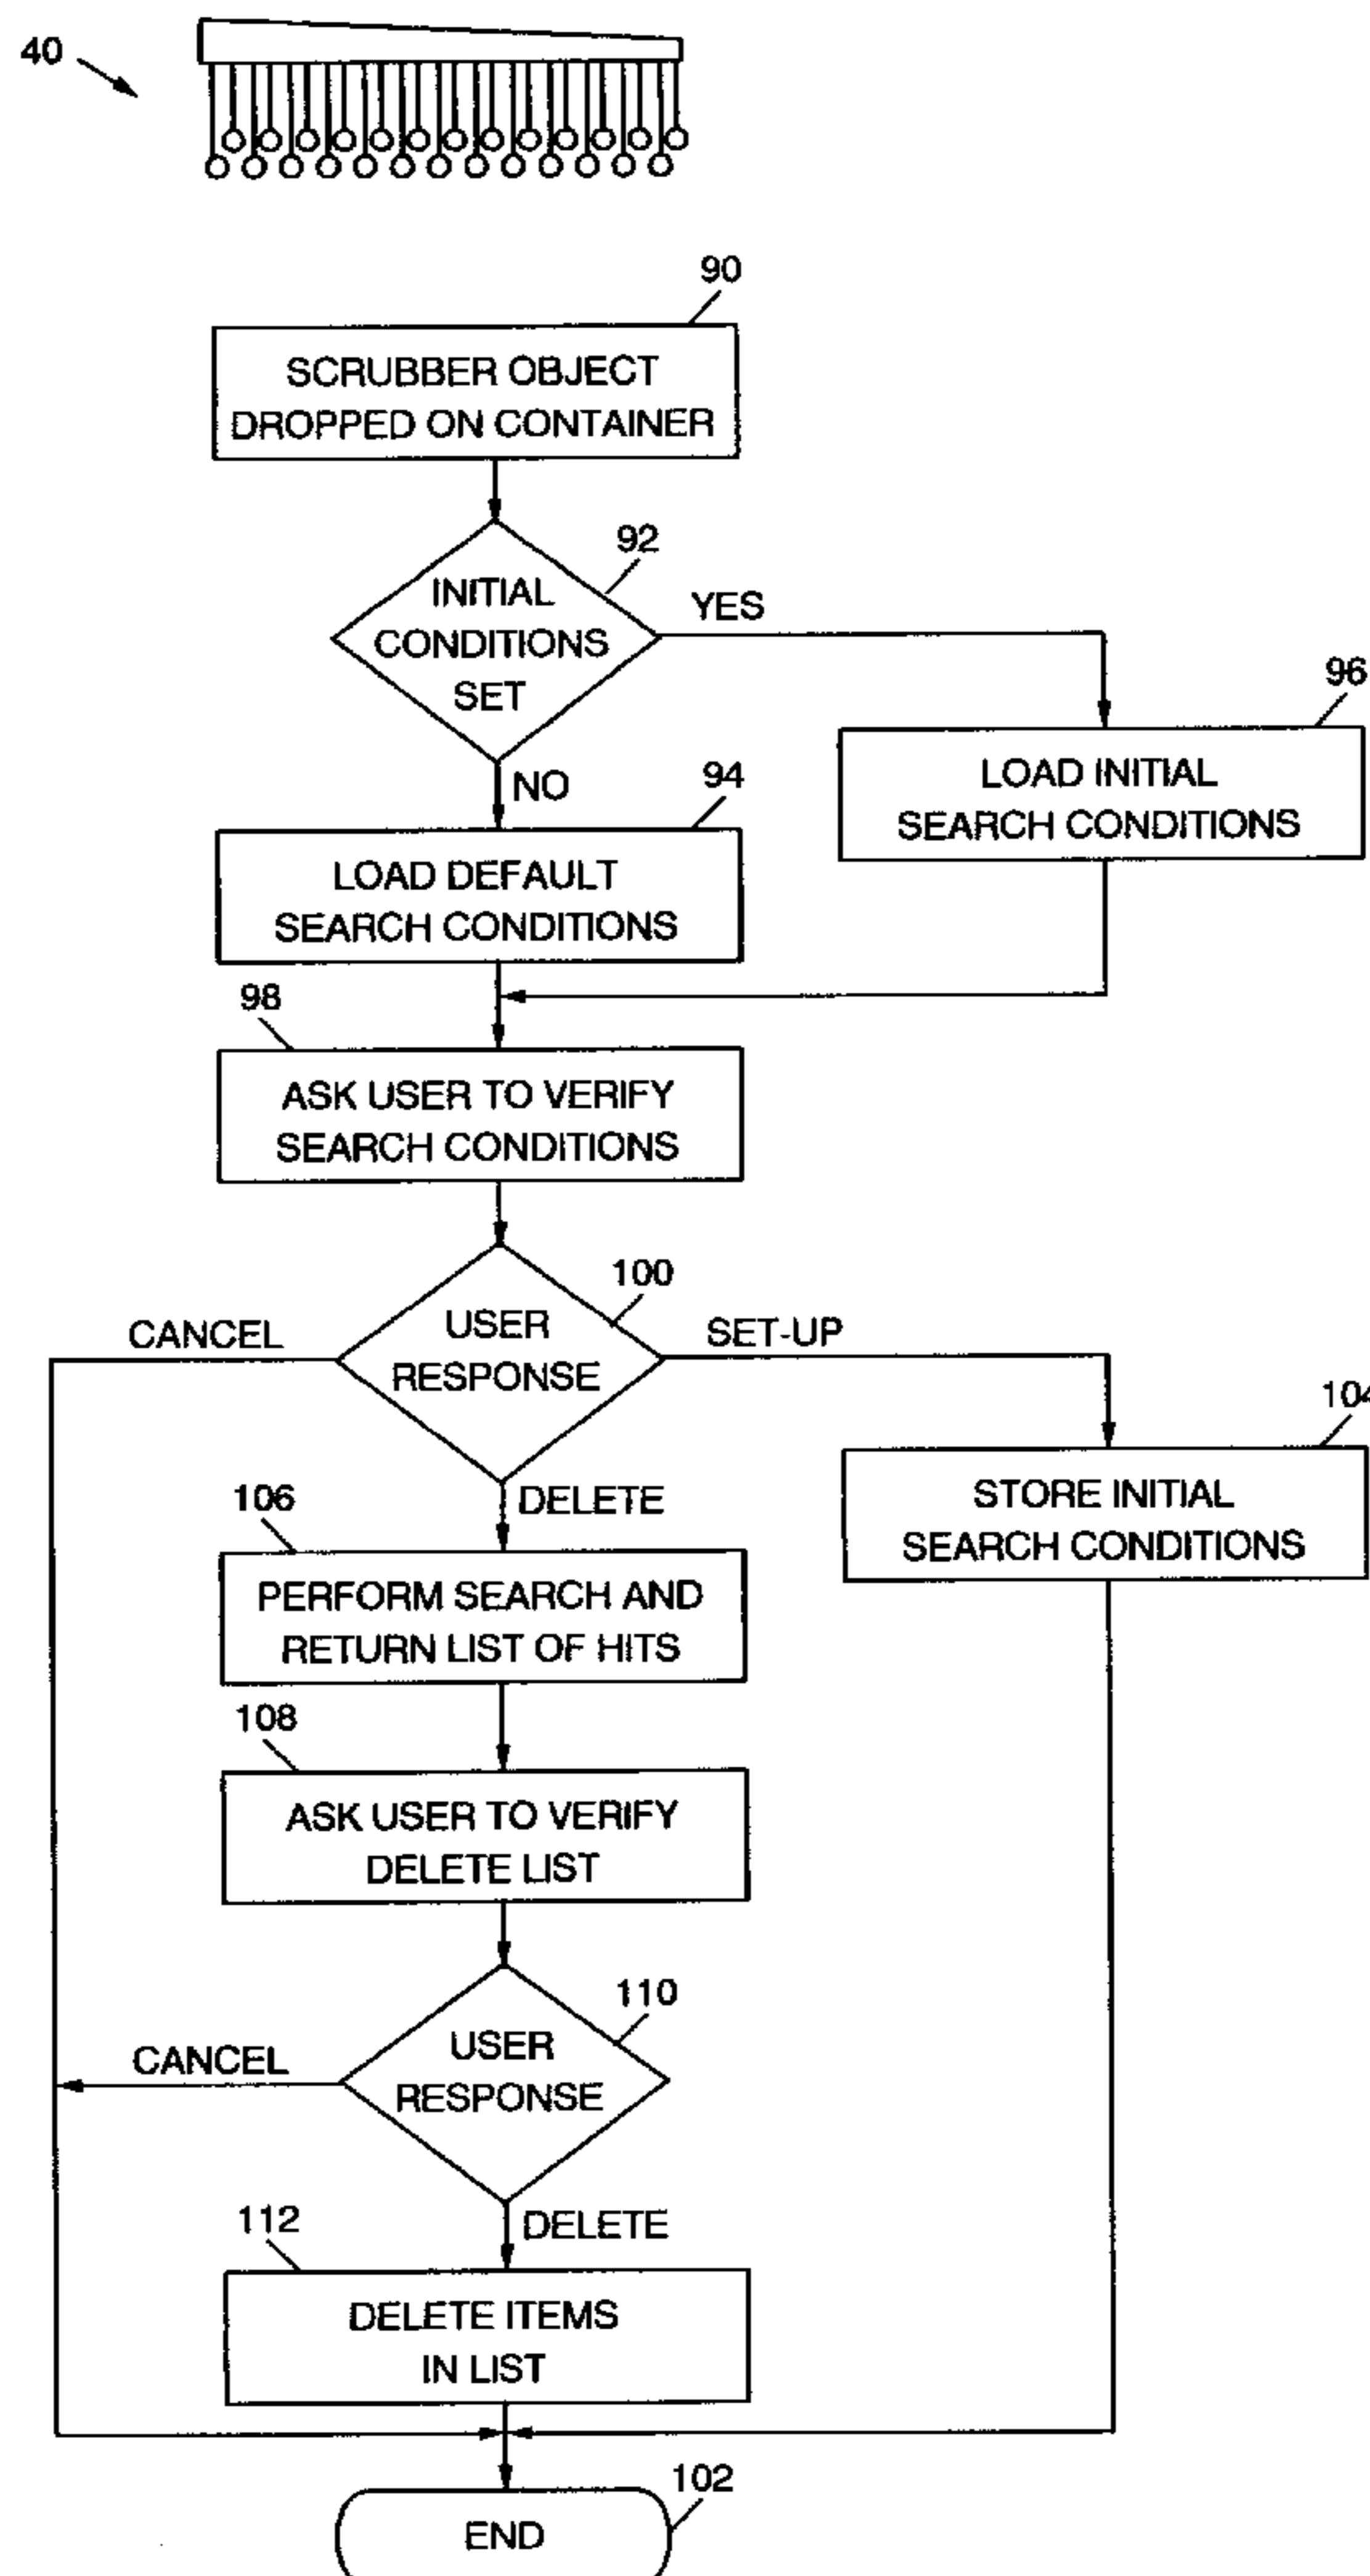 40
90
SCRUBBER OBJECT
DROPPED ON CONTAINER
92
INITIAL
CONDITIONS
SET
YES
96
LOAD INITIAL
SEARCH CONDITIONS
NO
94
LOAD DEFAULT
SEARCH CONDITIONS
98
ASK USER TO VERIFY
SEARCH CONDITIONS
100
USER
RESPONSE
CANCEL
SET-UP
104
STORE INITIAL
SEARCH CONDITIONS
DELETE
106
PERFORM SEARCH AND
RETURN LIST OF HITS
108
ASK USER TO VERIFY
DELETE LIST
110
USER
RESPONSE
CANCEL
DELETE
112
DELETE ITEMS
IN LIST
102
END